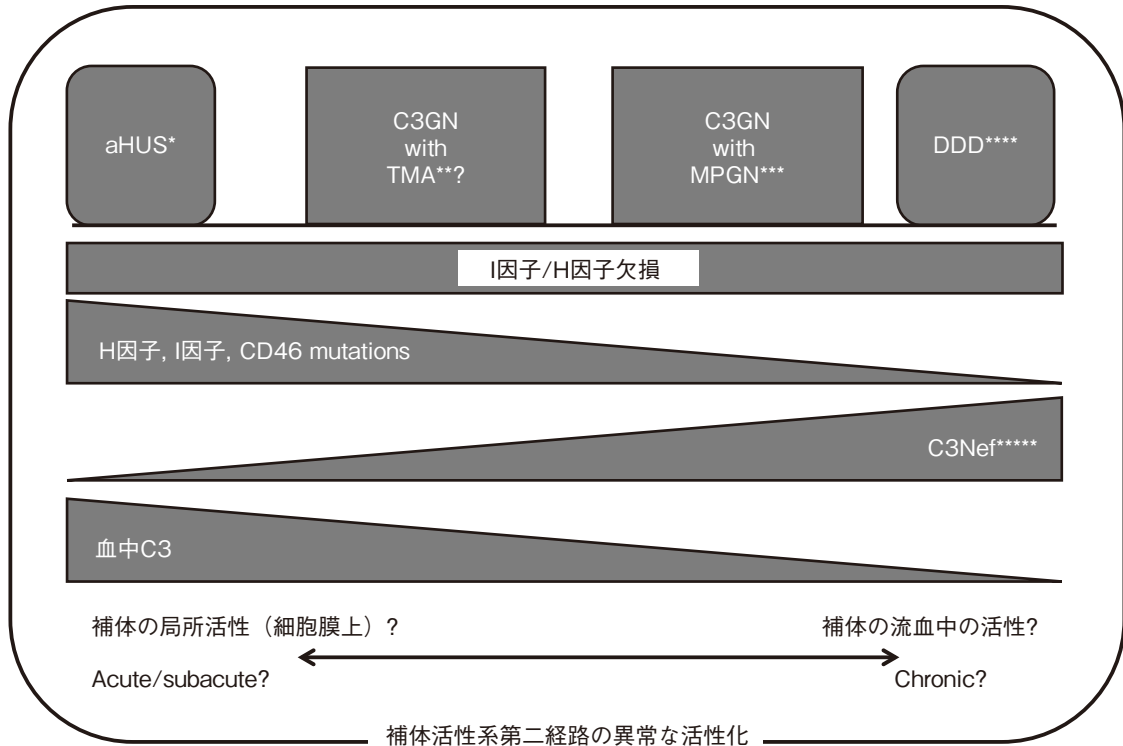 aHUS*
C3GN
with
TMA**?
C3GN
with
MPGN***
DDD****
I因子/H因子欠損
H因子, I因子, CD46 mutations
C3Nef*****
血中C3
補体の局所活性（細胞膜上）?
補体の流血中の活性?
Acute/subacute?
Chronic?
補体活性系第二経路の異常な活性化